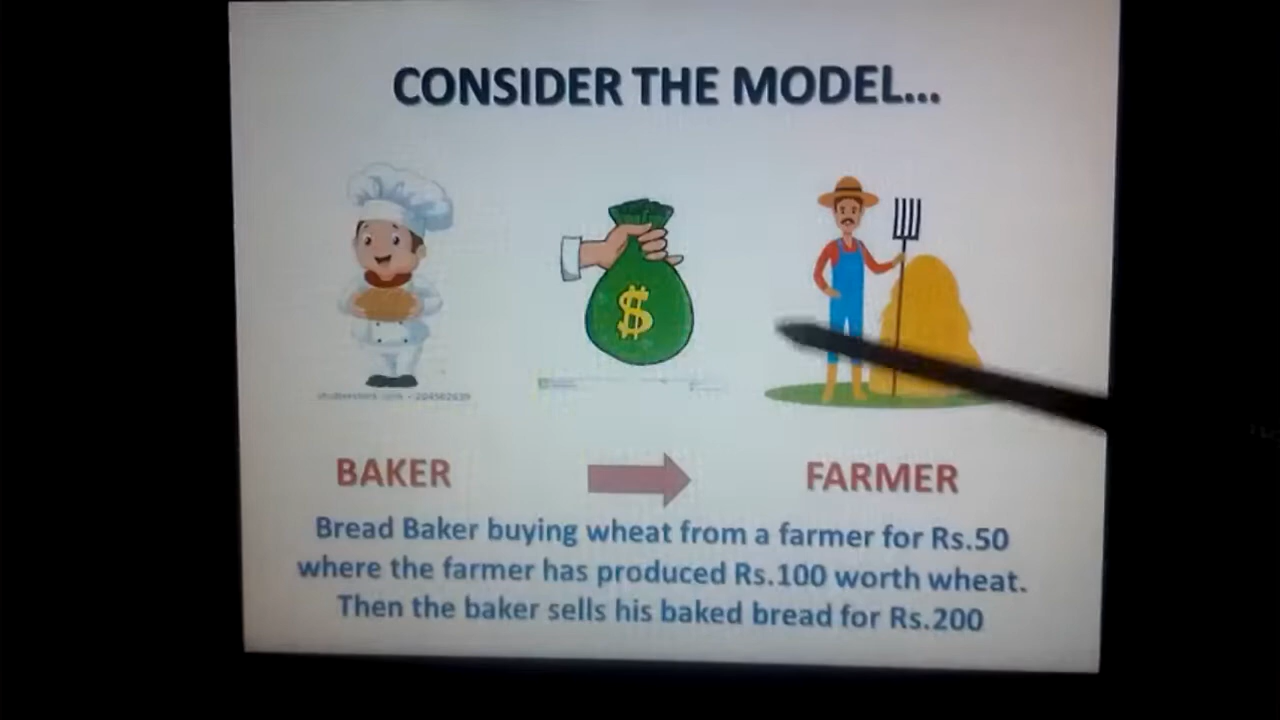 CONSIDER THE MODEL...
$
BAKER
FARMER
Bread Baker buying wheat from a farmer for Rs.50
where the farmer has produced Rs.100 worth wheat.
Then the baker sells his baked bread for Rs.200